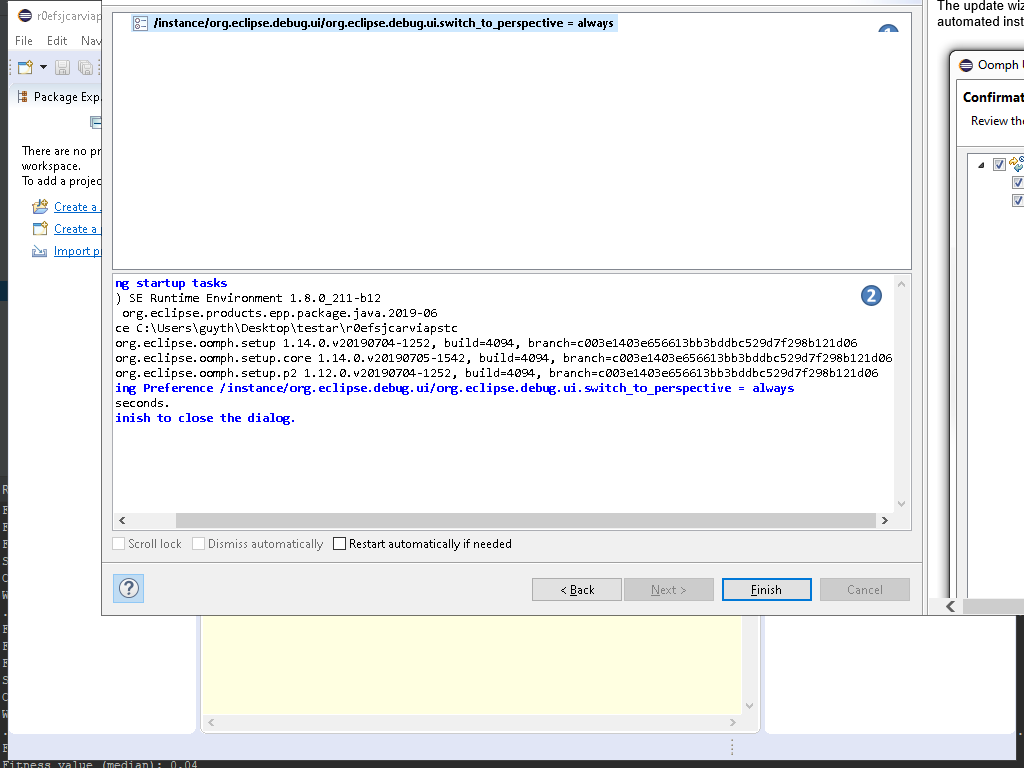 r0efsjcarviap
File Edit Nav
Package Exp
There are no pr
workspace.
To add a projec
Create a
Create a
Import p
/instance/org.eclipse.debug.ui/org.eclipse.debug.ui.switch_to_perspective = always
ng startup tasks
) SE Runtime Environment 1.8.0_211-b12
org.eclipse.products.epp.package.java.2019-06
ce C:\Users\guyth\Desktop\testar\r0efsjcarviapstc
org.eclipse.oomph.setup 1.14.0.v20190704-1252, build=4094, branch=c003e1403e656613bb3bddbc529d7f298b121d06
org.eclipse.oomph.setup.core 1.14.0.v20190705-1542, build=4094, branch=c003e1403e656613bb3bddbc529d7f298b121d06
org.eclipse.oomph.setup.p2 1.12.0.v20190704-1252, build=4094, branch=c003e1403e656613bb3bddbc529d7f298b121d06
ing Preference /instance/org.eclipse.debug.ui/org.eclipse.debug.ui.switch_to_perspective = always
seconds.
inish to close the dialog.
2
Scroll lock Dismiss automatically Restart automatically if needed
? < Back Next > Finish Cancel
The update wiz
automated inst
Oomph
Confirmat
Review the
Fitness value (median): 0.04